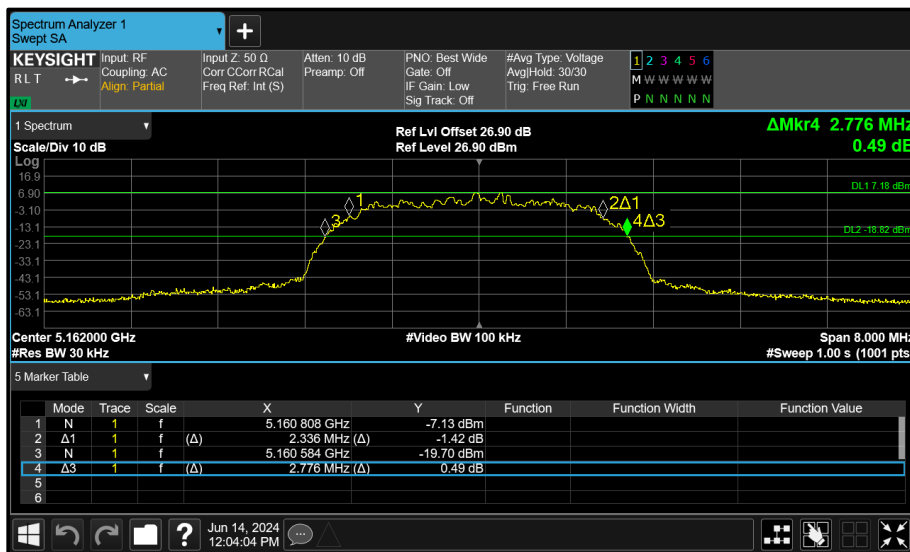 Spectrum Analyzer 1
Swept SA
KEYSIGHT
R L T
LXI
Input: RF
Coupling: AC
Align: Partial
Input Z: 50 Ω
Corr CCorr RCal
Freq Ref: Int (S)
Atten: 10 dB
Preamp: Off
PNO: Best Wide
Gate: Off
IF Gain: Low
Sig Track: Off
#Avg Type: Voltage
Avg|Hold: 30/30
Trig: Free Run
1 2 3 4 5 6
M W W W W W
P N N N N N
1 Spectrum
Scale/Div 10 dB
Ref Lvl Offset 26.90 dB
Ref Level 26.90 dBm
ΔMkr4 2.776 MHz
0.49 dB
Log
16.9
6.90
-3.10
-13.1
-23.1
-33.1
-43.1
-53.1
-63.1
DL1 7.18 dBm
1
2Δ1
3
4Δ3
DL2 -18.82 dBm
Center 5.162000 GHz
#Video BW 100 kHz
Span 8.000 MHz
#Res BW 30 kHz
#Sweep 1.00 s (1001 pts
5 Marker Table
Mode Trace Scale X Y Function Function Width Function Value
1 N 1 f 5.160 808 GHz -7.13 dBm
2 Δ1 1 f (Δ) 2.336 MHz (Δ) -1.42 dB
3 N 1 f 5.160 584 GHz -19.70 dBm
4 Δ3 1 f (Δ) 2.776 MHz (Δ) 0.49 dB
5
6
?
Jun 14, 2024
12:04:04 PM